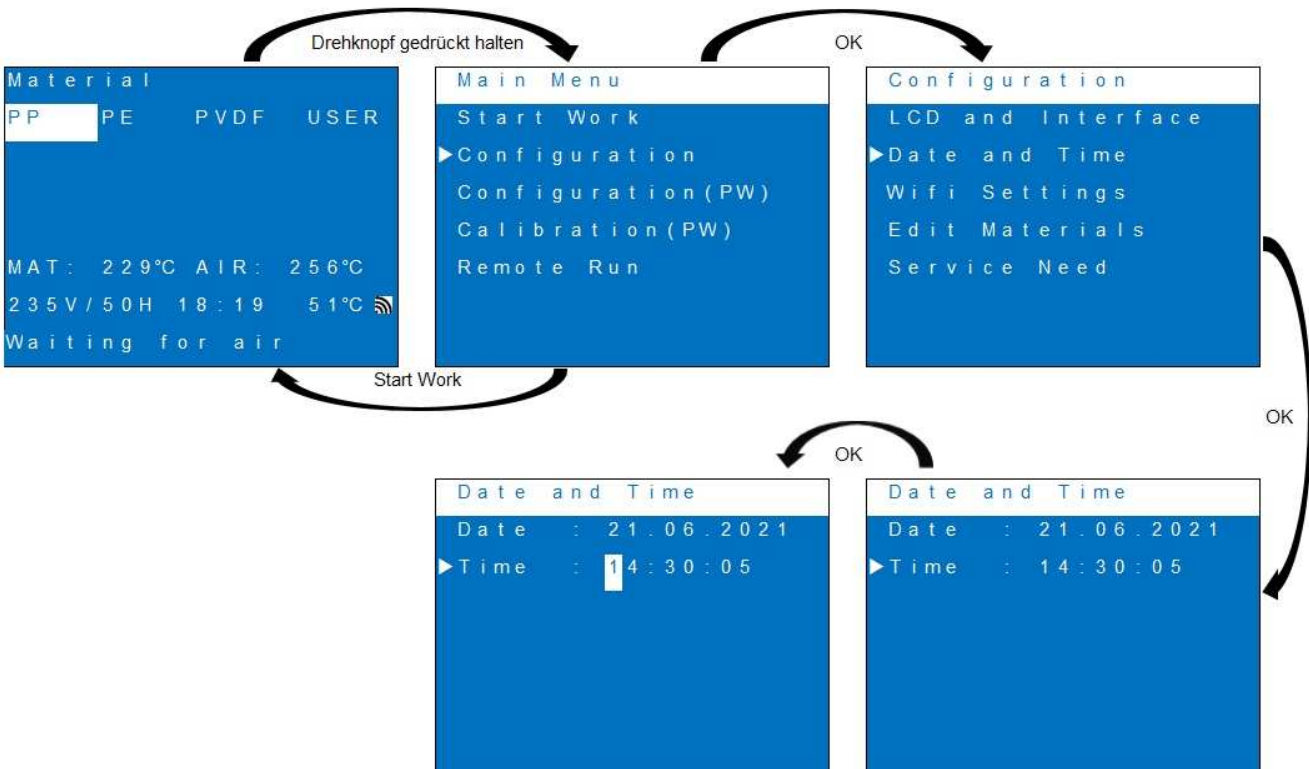 Drehknopf gedrückt halten
OK
Material
PP PE PVDF USER
MAT: 229°C AIR: 256°C
235V/50H 18:19 51°C
Waiting for air
Main Menu
Start Work
Configuration
Configuration(PW)
Calibration(PW)
Remote Run
Configuration
LCD and Interface
Date and Time
Wifi Settings
Edit Materials
Service Need
Start Work
OK
OK
Date and Time
Date : 21.06.2021
Time : 14:30:05
Date and Time
Date : 21.06.2021
Time : 14:30:05